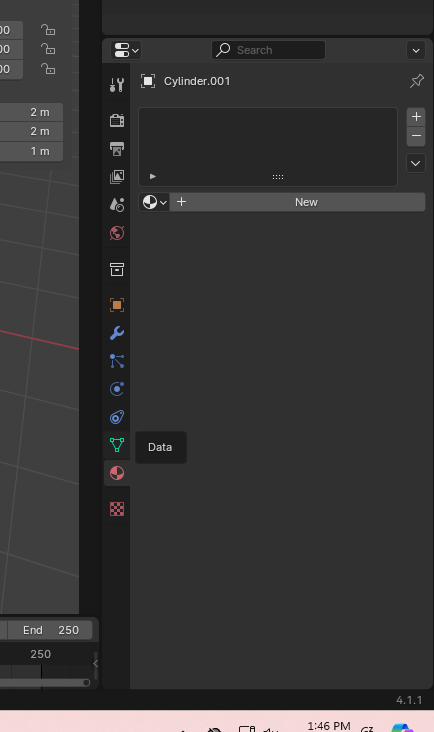 00
00
00
2 m
2 m
1 m
Search
Cylinder.001
New
Data
End 250
250
4.1.1
1:46 PM